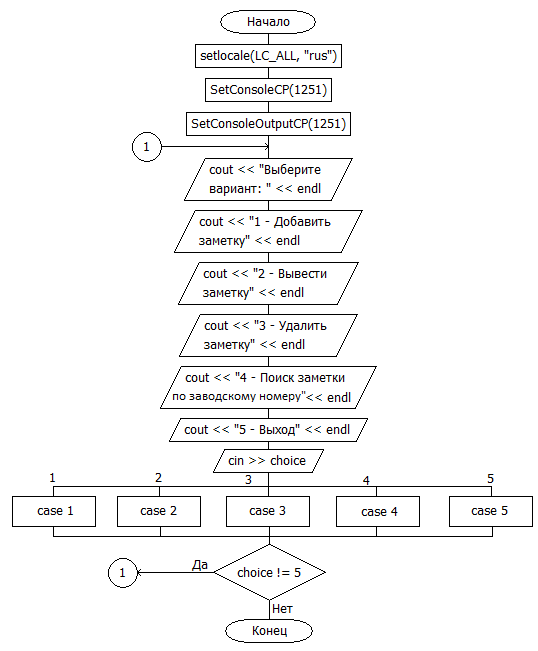 Начало
setlocale(LC_ALL, "rus")
SetConsoleCP(1251)
SetConsoleOutputCP(1251)
1
cout << "Выберите
вариант: " << endl
cout << "1 - Добавить
заметку" << endl
cout << "2 - Вывести
заметку" << endl
cout << "3 - Удалить
заметку" << endl
cout << "4 - Поиск заметки
по заводскому номеру"<< endl
cout << "5 - Выход" << endl
cin >> choice
1 2 3 4 5
case 1 case 2 case 3 case 4 case 5
1 Да choice != 5
Нет
Конец